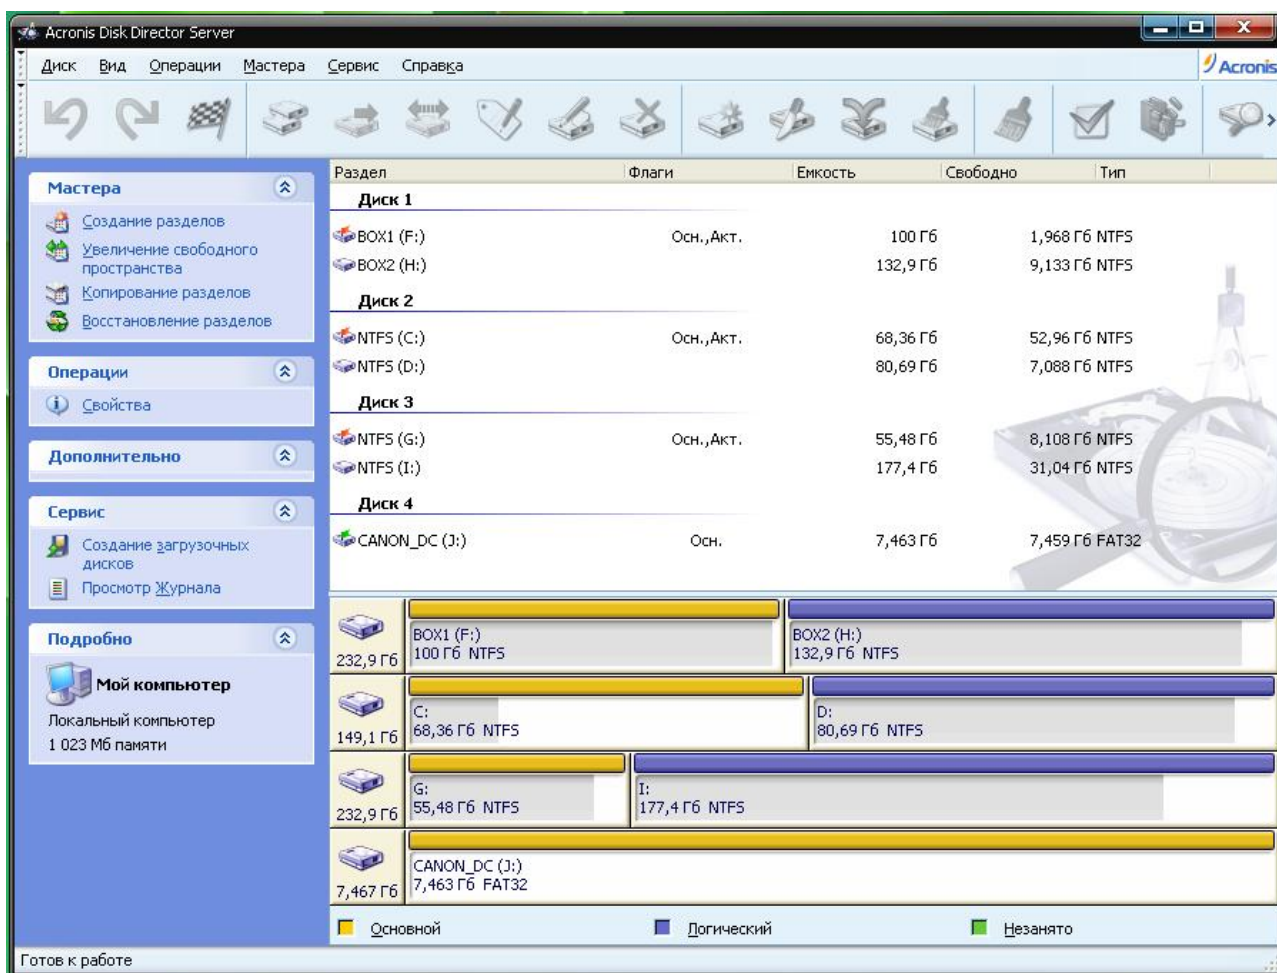 Acronis Disk Director Server
Диск Вид Операции Мастера Сервис Справка
Acronis
Мастера
Создание разделов
Увеличение свободного
пространства
Копирование разделов
Восстановление разделов
Операции
Свойства
Дополнительно
Сервис
Создание загрузочных
дисков
Просмотр Журнала
Подробно
Мой компьютер
Локальный компьютер
1 023 Мб памяти
Раздел Флаги Емкость Свободно Тип
Диск 1
BOX1 (F:) Осн.,Акт. 100 Гб 1,968 Гб NTFS
BOX2 (H:) 132,9 Гб 9,133 Гб NTFS
Диск 2
NTFS (C:) Осн.,Акт. 68,36 Гб 52,96 Гб NTFS
NTFS (D:) 80,69 Гб 7,088 Гб NTFS
Диск 3
NTFS (G:) Осн.,Акт. 55,48 Гб 8,108 Гб NTFS
NTFS (I:) 177,4 Гб 31,04 Гб NTFS
Диск 4
CANON_DC (J:) Осн. 7,463 Гб 7,459 Гб FAT32
232,9 Гб
BOX1 (F:)
100 Гб NTFS
BOX2 (H:)
132,9 Гб NTFS
149,1 Гб
C:
68,36 Гб NTFS
D:
80,69 Гб NTFS
232,9 Гб
G:
55,48 Гб NTFS
I:
177,4 Гб NTFS
7,467 Гб
CANON_DC (J:)
7,463 Гб FAT32
Основной Логический Незанято
Готов к работе